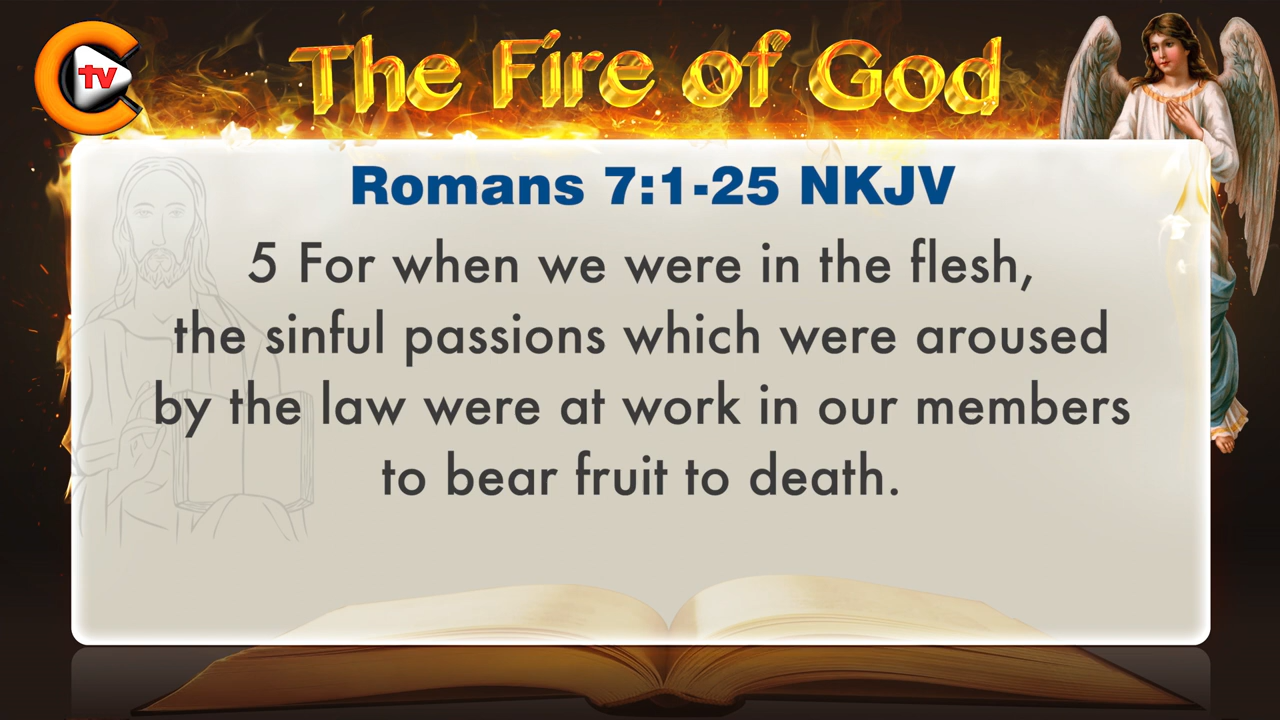 tv
The Fire of God
Romans 7:1-25 NKJV
5 For when we were in the flesh,
the sinful passions which were aroused
by the law were at work in our members
to bear fruit to death.